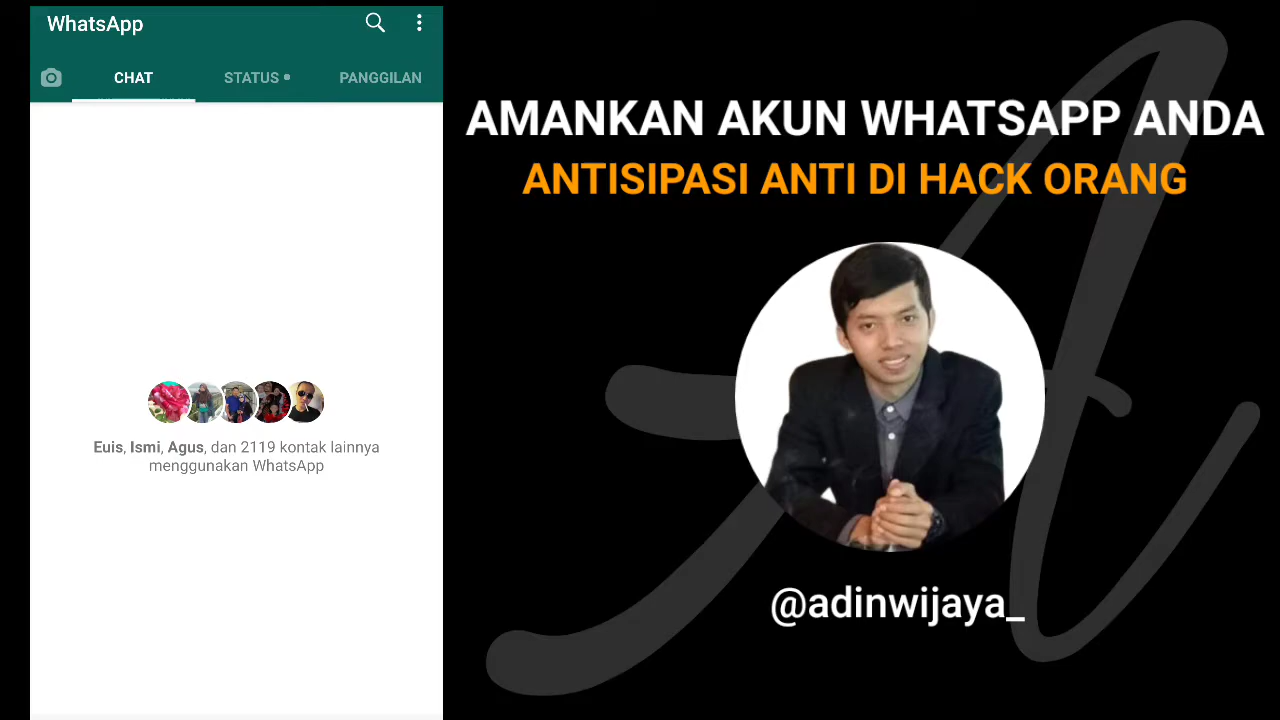 WhatsApp
CHAT
STATUS
PANGGILAN
Euis, Ismi, Agus, dan 2119 kontak lainnya
menggunakan WhatsApp
AMANKAN AKUN WHATSAPP ANDA
ANTISIPASI ANTI DI HACK ORANG
@adinwijaya_